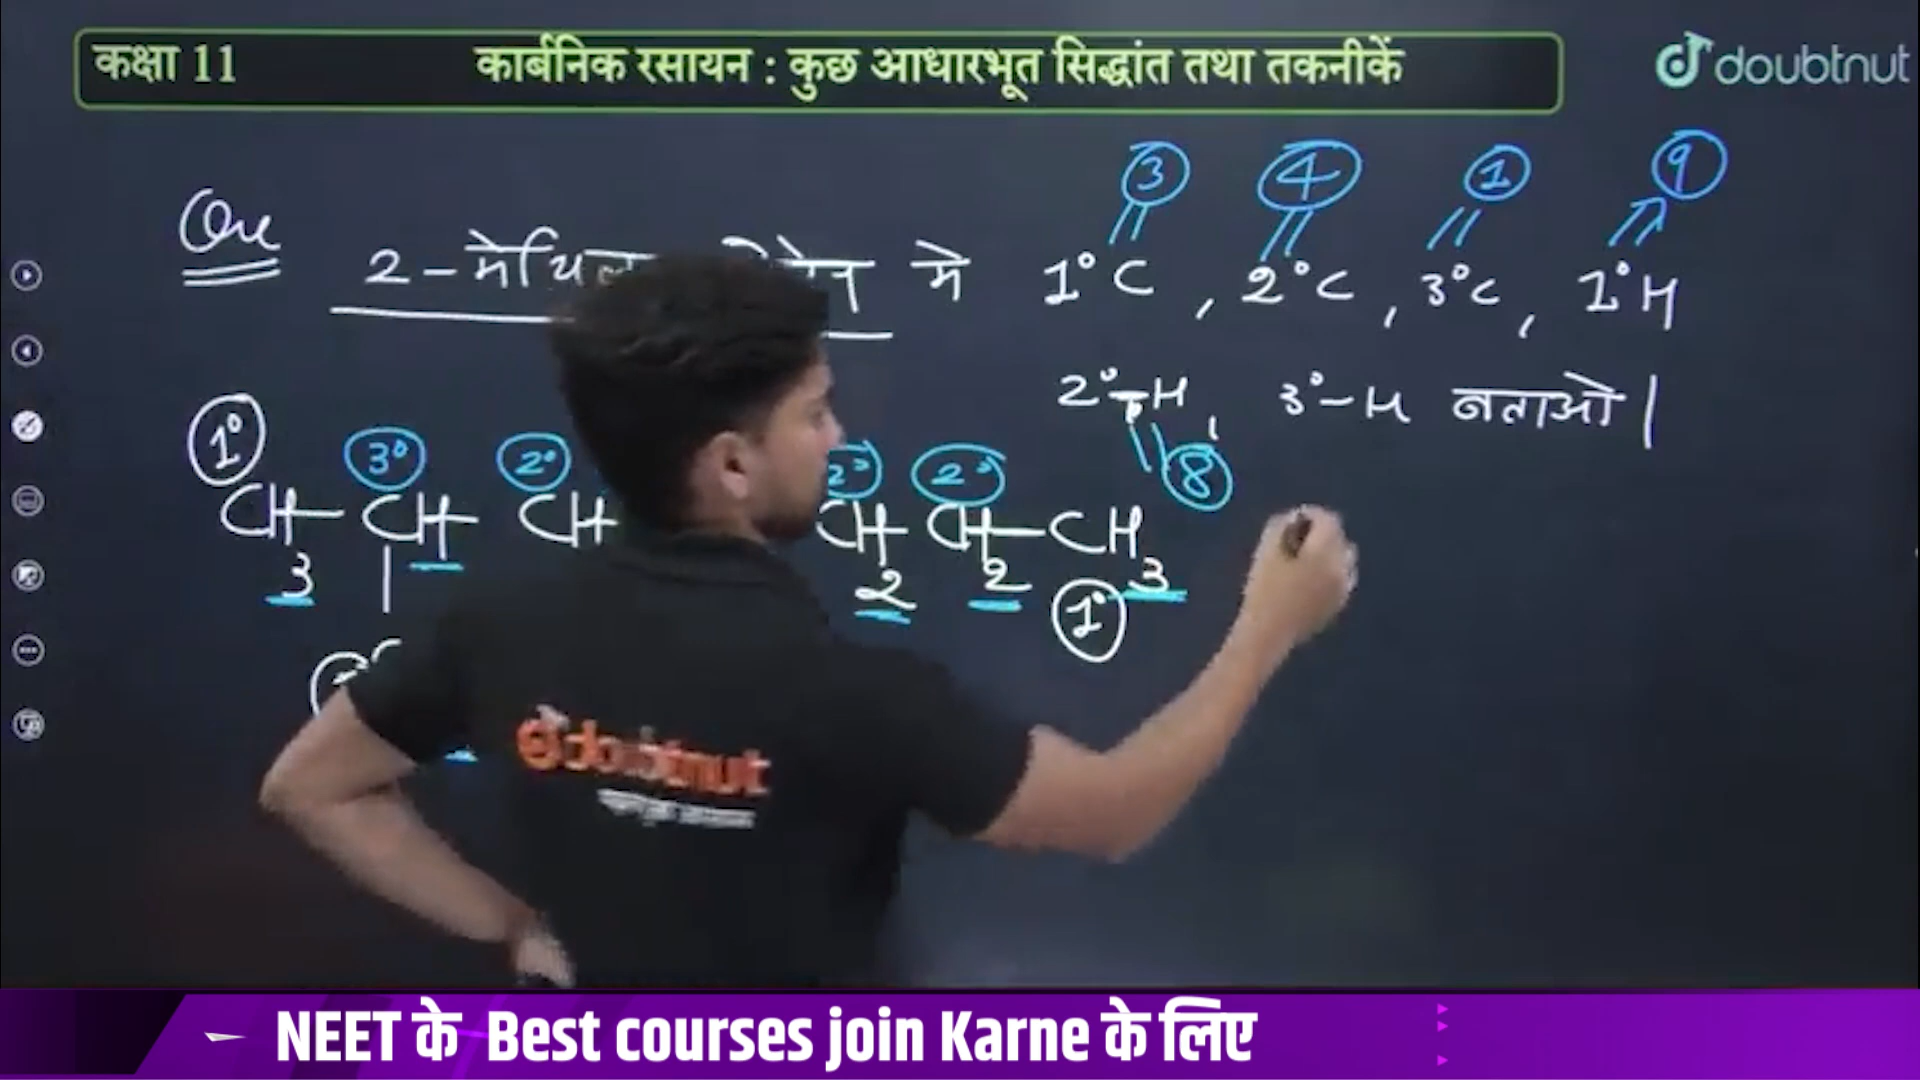 कक्षा 11 कार्बनिक रसायन : कुछ आधारभूत सिद्धांत तथा तकनीकें
doubtnut
3 4 1 9
Que 2-मेथिल में 1°C, 2°C, 3°C, 1°H
2°-H, 3°-H बताओ।
8
1° 3° 2° 2° 2°
CH3-CH CH CH2 CH2-CH3
1°
doubtnut
NEET के Best courses join Karne के लिए